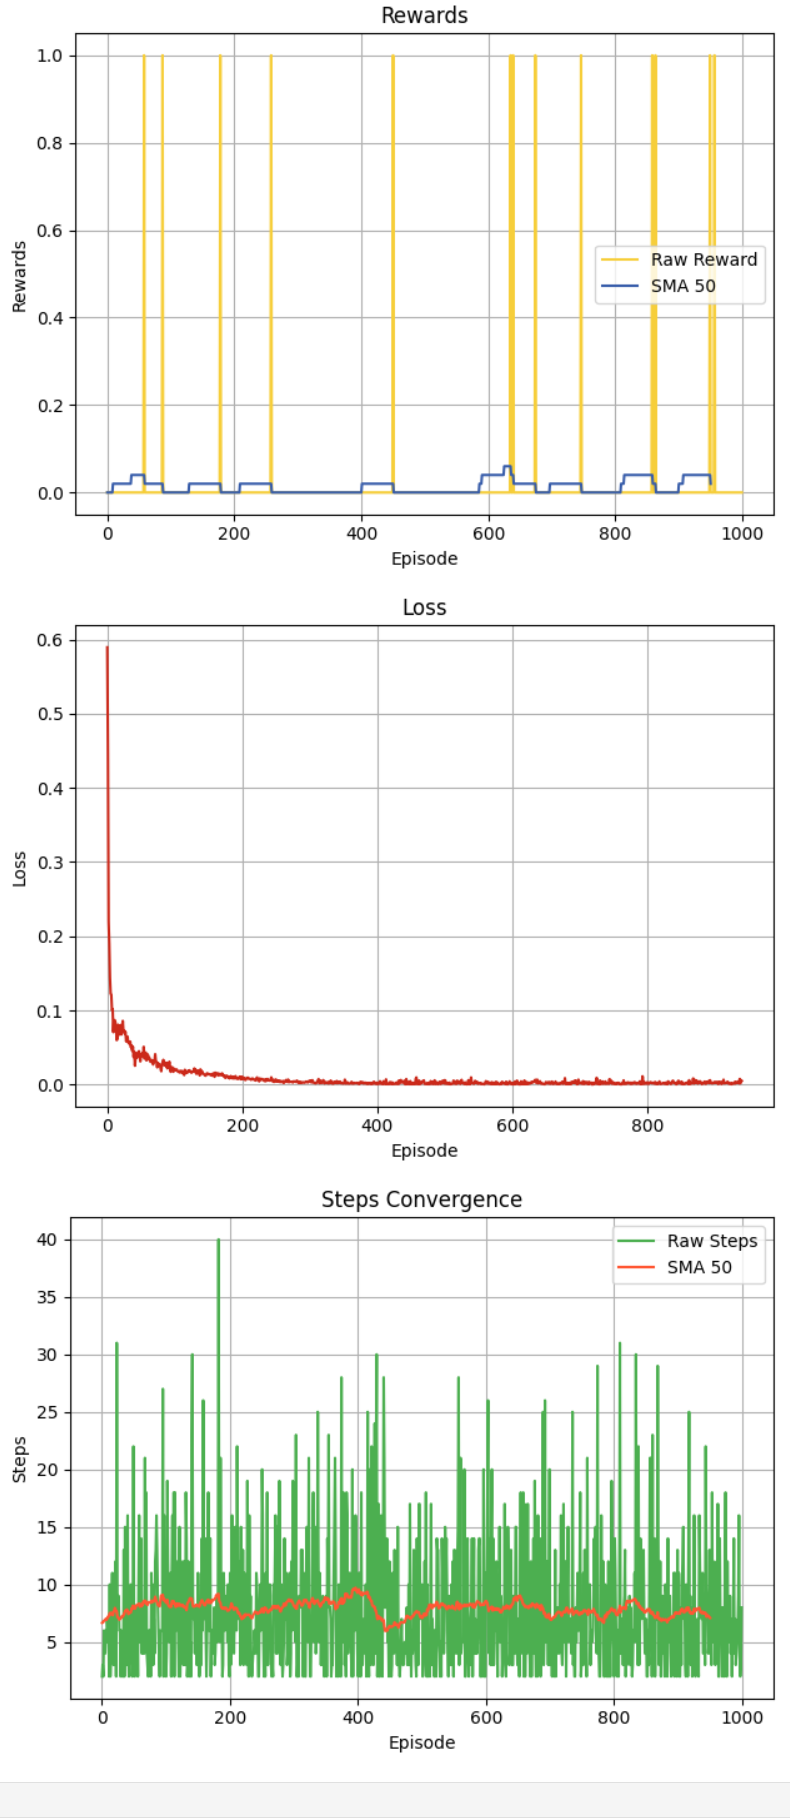 Rewards
1.0
0.8
0.6
0.4
0.2
0.0
Rewards
Raw Reward
SMA 50
0 200 400 600 800 1000
Episode
Loss
0.6
0.5
0.4
0.3
0.2
0.1
0.0
Loss
0 200 400 600 800
Episode
Steps Convergence
40
35
30
25
20
15
10
5
Steps
Raw Steps
SMA 50
0 200 400 600 800 1000
Episode